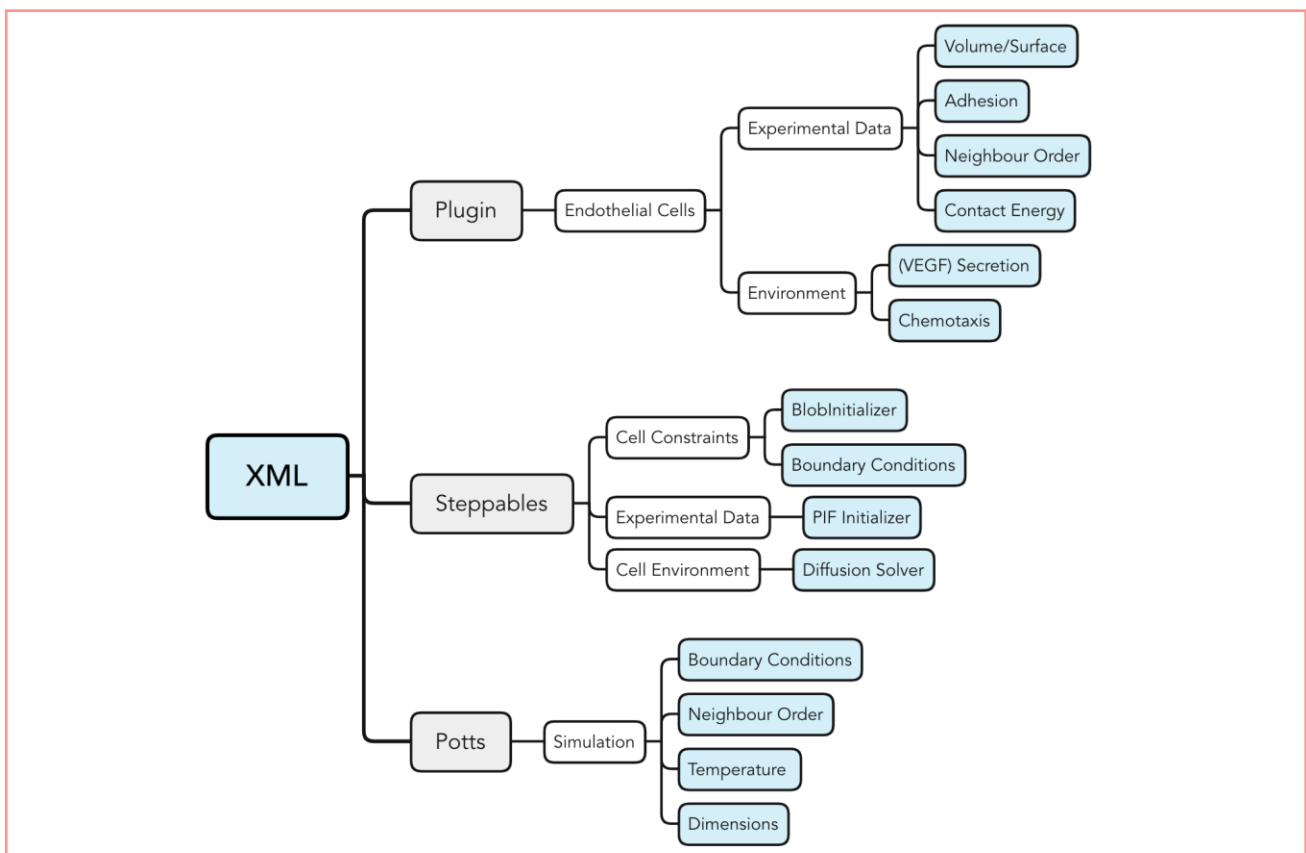 XML
Plugin
Endothelial Cells
Experimental Data
Volume/Surface
Adhesion
Neighbour Order
Contact Energy
Environment
(VEGF) Secretion
Chemotaxis
Steppables
Cell Constraints
BlobInitializer
Boundary Conditions
Experimental Data
PIF Initializer
Cell Environment
Diffusion Solver
Potts
Simulation
Boundary Conditions
Neighbour Order
Temperature
Dimensions